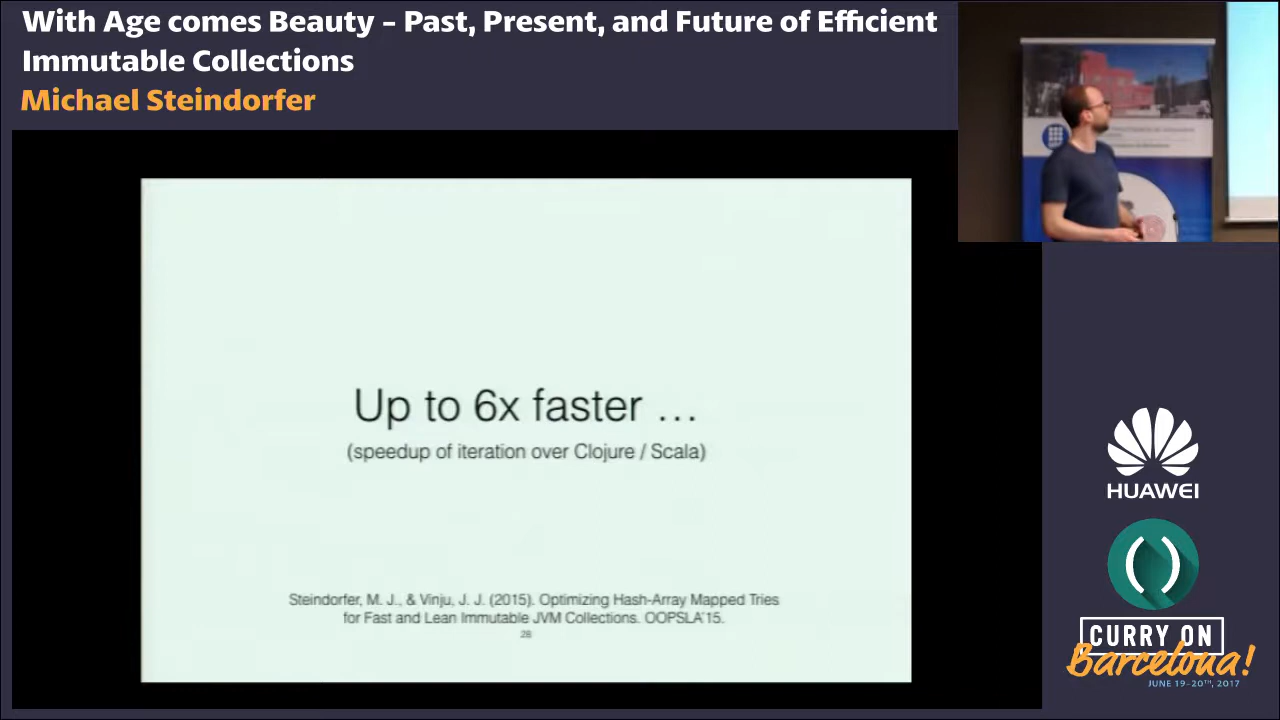 With Age comes Beauty – Past, Present, and Future of Efficient
Immutable Collections
Michael Steindorfer
Up to 6x faster …
(speedup of iteration over Clojure / Scala)
Steindorfer, M. J., & Vinju, J. J. (2015). Optimizing Hash-Array Mapped Tries
for Fast and Lean Immutable JVM Collections. OOPSLA'15.
28
HUAWEI
()
CURRY ON
Barcelona!
JUNE 19-20TH, 2017